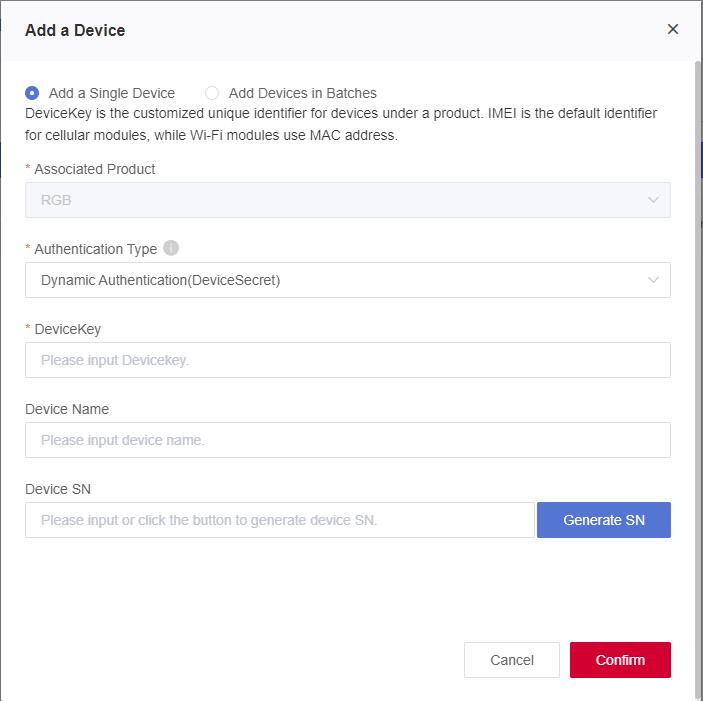 Add a Device
Add a Single Device
Add Devices in Batches
DeviceKey is the customized unique identifier for devices under a product. IMEI is the default identifier
for cellular modules, while Wi-Fi modules use MAC address.
* Associated Product
RGB
* Authentication Type
Dynamic Authentication(DeviceSecret)
* DeviceKey
Please input Devicekey.
Device Name
Please input device name.
Device SN
Please input or click the button to generate device SN.
Generate SN
Cancel
Confirm